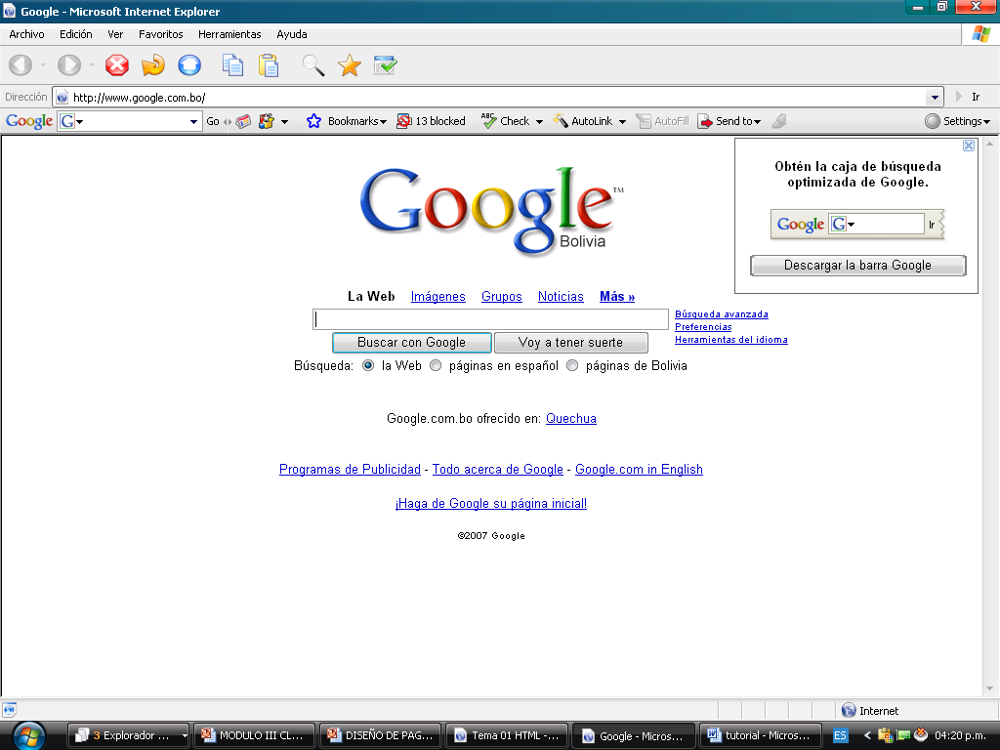 Google - Microsoft Internet Explorer
Archivo Edición Ver Favoritos Herramientas Ayuda
Dirección http://www.google.com.bo/ Ir
Google G Go Bookmarks 13 blocked ABC Check AutoLink AutoFill Send to Settings
Obtén la caja de búsqueda
optimizada de Google.
Google G Ir
Descargar la barra Google
Google™
Bolivia
La Web Imágenes Grupos Noticias Más »
Búsqueda avanzada
Preferencias
Herramientas del idioma
Buscar con Google Voy a tener suerte
Búsqueda: la Web páginas en español páginas de Bolivia
Google.com.bo ofrecido en: Quechua
Programas de Publicidad - Todo acerca de Google - Google.com in English
¡Haga de Google su página inicial!
©2007 Google
Internet
3 Explorador ... MODULO III CL... DISEÑO DE PAG... Tema 01 HTML -... Google - Micros... tutorial - Micros... ES 04:20 p.m.